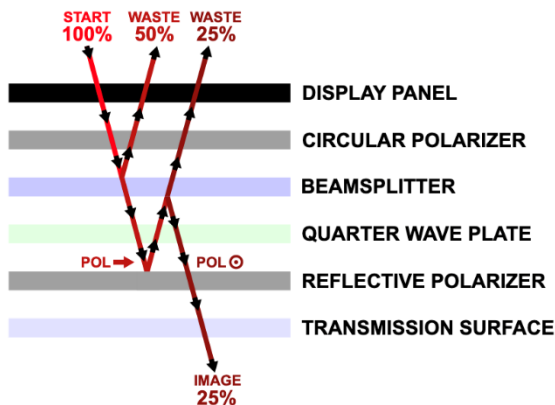 START
100%
WASTE
50%
WASTE
25%
DISPLAY PANEL
CIRCULAR POLARIZER
BEAMSPLITTER
QUARTER WAVE PLATE
POL
POL
REFLECTIVE POLARIZER
TRANSMISSION SURFACE
IMAGE
25%